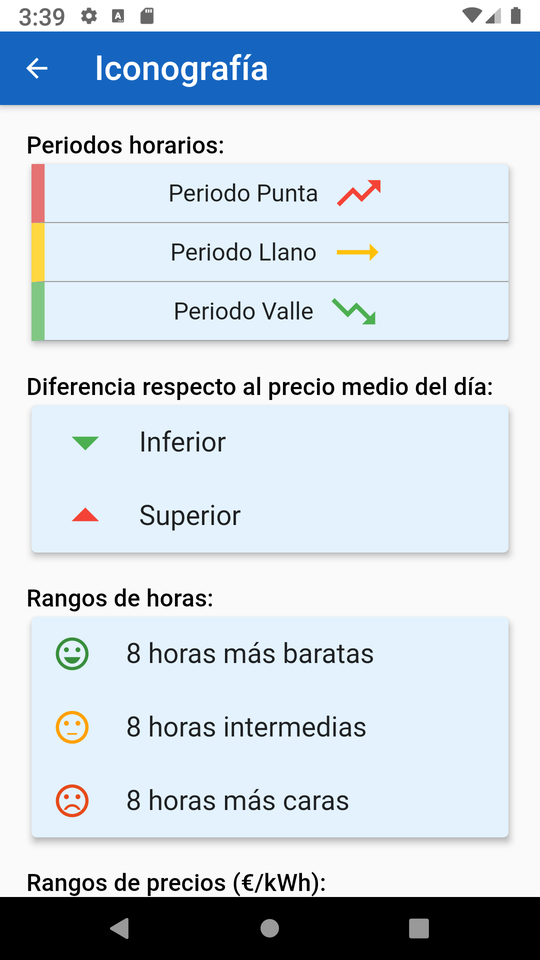 3:39
Iconografía
Periodos horarios:
Periodo Punta
Periodo Llano
Periodo Valle
Diferencia respecto al precio medio del día:
Inferior
Superior
Rangos de horas:
8 horas más baratas
8 horas intermedias
8 horas más caras
Rangos de precios (€/kWh):